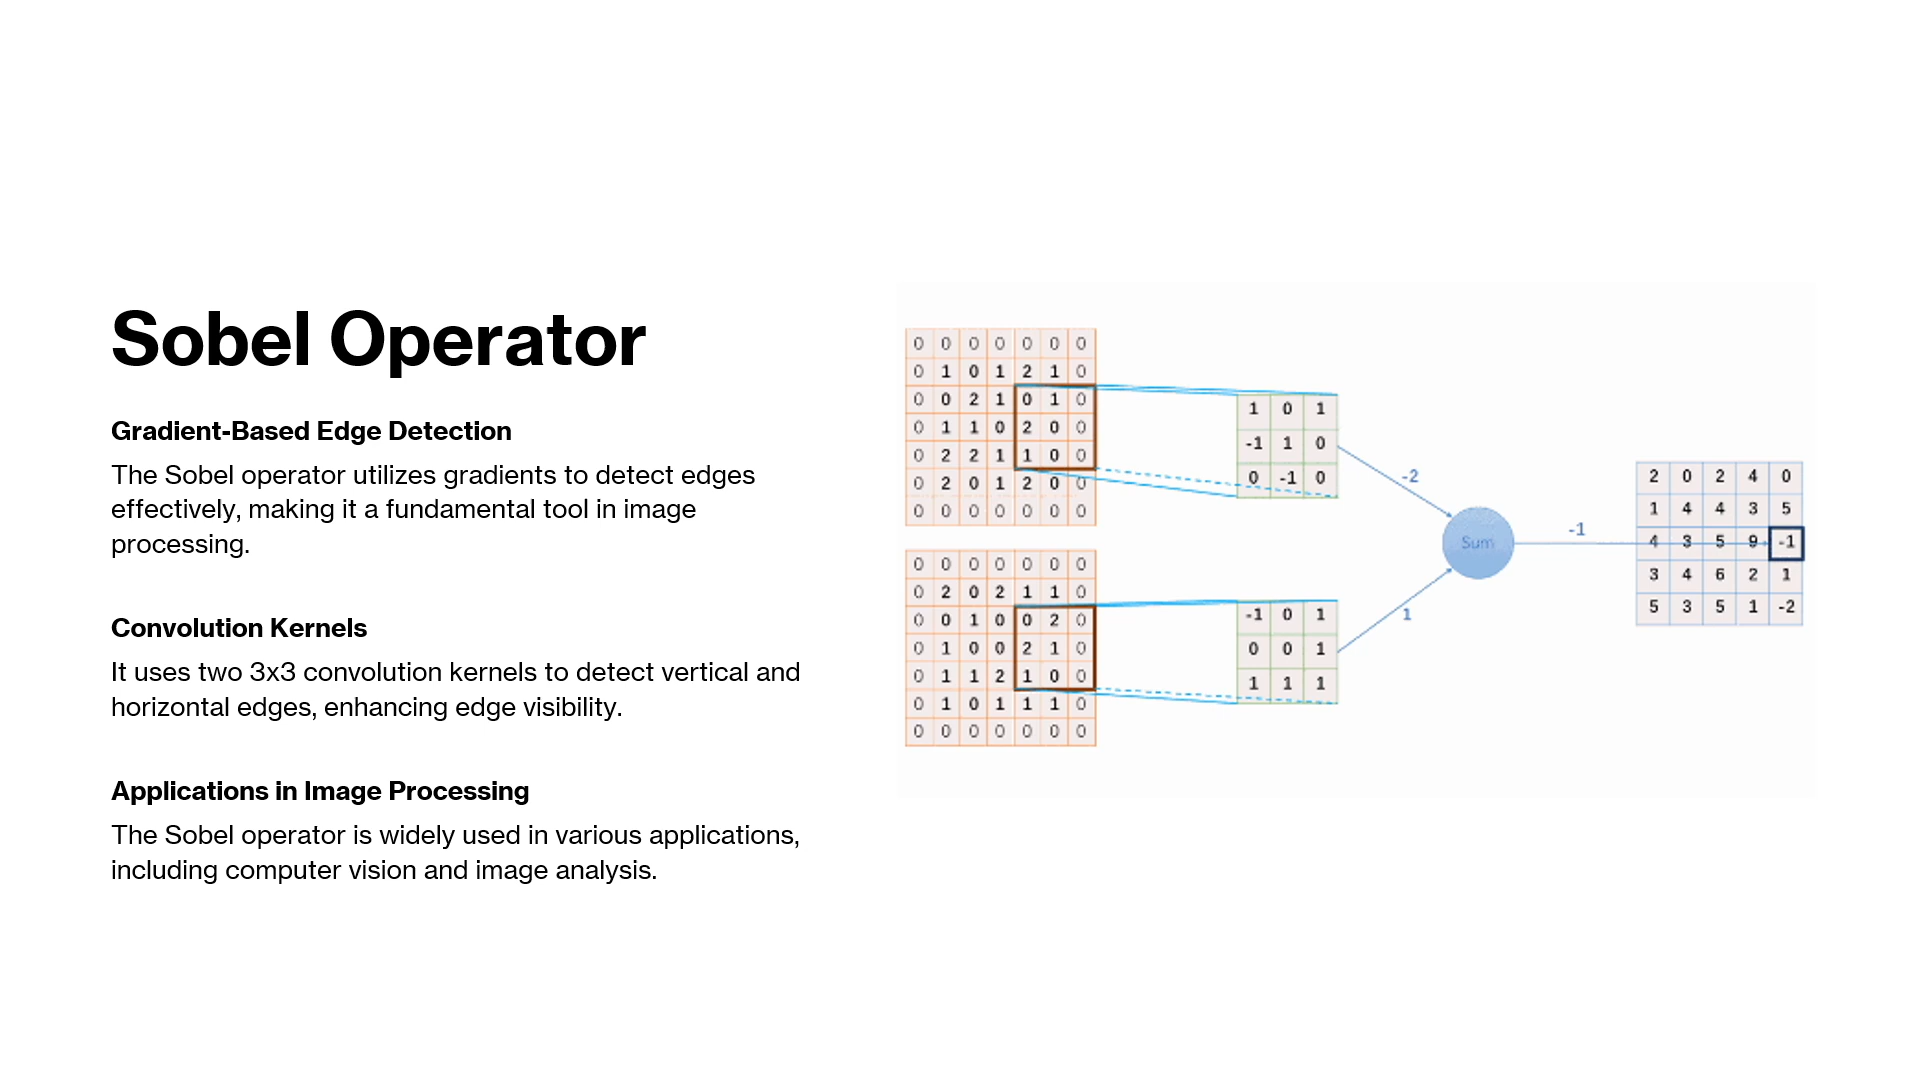 Sobel Operator
Gradient-Based Edge Detection
The Sobel operator utilizes gradients to detect edges
effectively, making it a fundamental tool in image
processing.
Convolution Kernels
It uses two 3x3 convolution kernels to detect vertical and
horizontal edges, enhancing edge visibility.
Applications in Image Processing
The Sobel operator is widely used in various applications,
including computer vision and image analysis.
0 0 0 0 0 0 0
0 1 0 1 2 1 0
0 0 2 1 0 1 0
0 1 1 0 2 0 0
0 2 2 1 1 0 0
0 2 0 1 2 0 0
0 0 0 0 0 0 0
1 0 1
-1 1 0
0 -1 0
-2
0 0 0 0 0 0 0
0 2 0 2 1 1 0
0 0 1 0 0 2 0
0 1 0 0 2 1 0
0 1 1 2 1 0 0
0 1 0 1 1 1 0
0 0 0 0 0 0 0
-1 0 1
0 0 1
1 1 1
1
Sum
-1
2 0 2 4 0
1 4 4 3 5
4 3 5 9 -1
3 4 6 2 1
5 3 5 1 -2